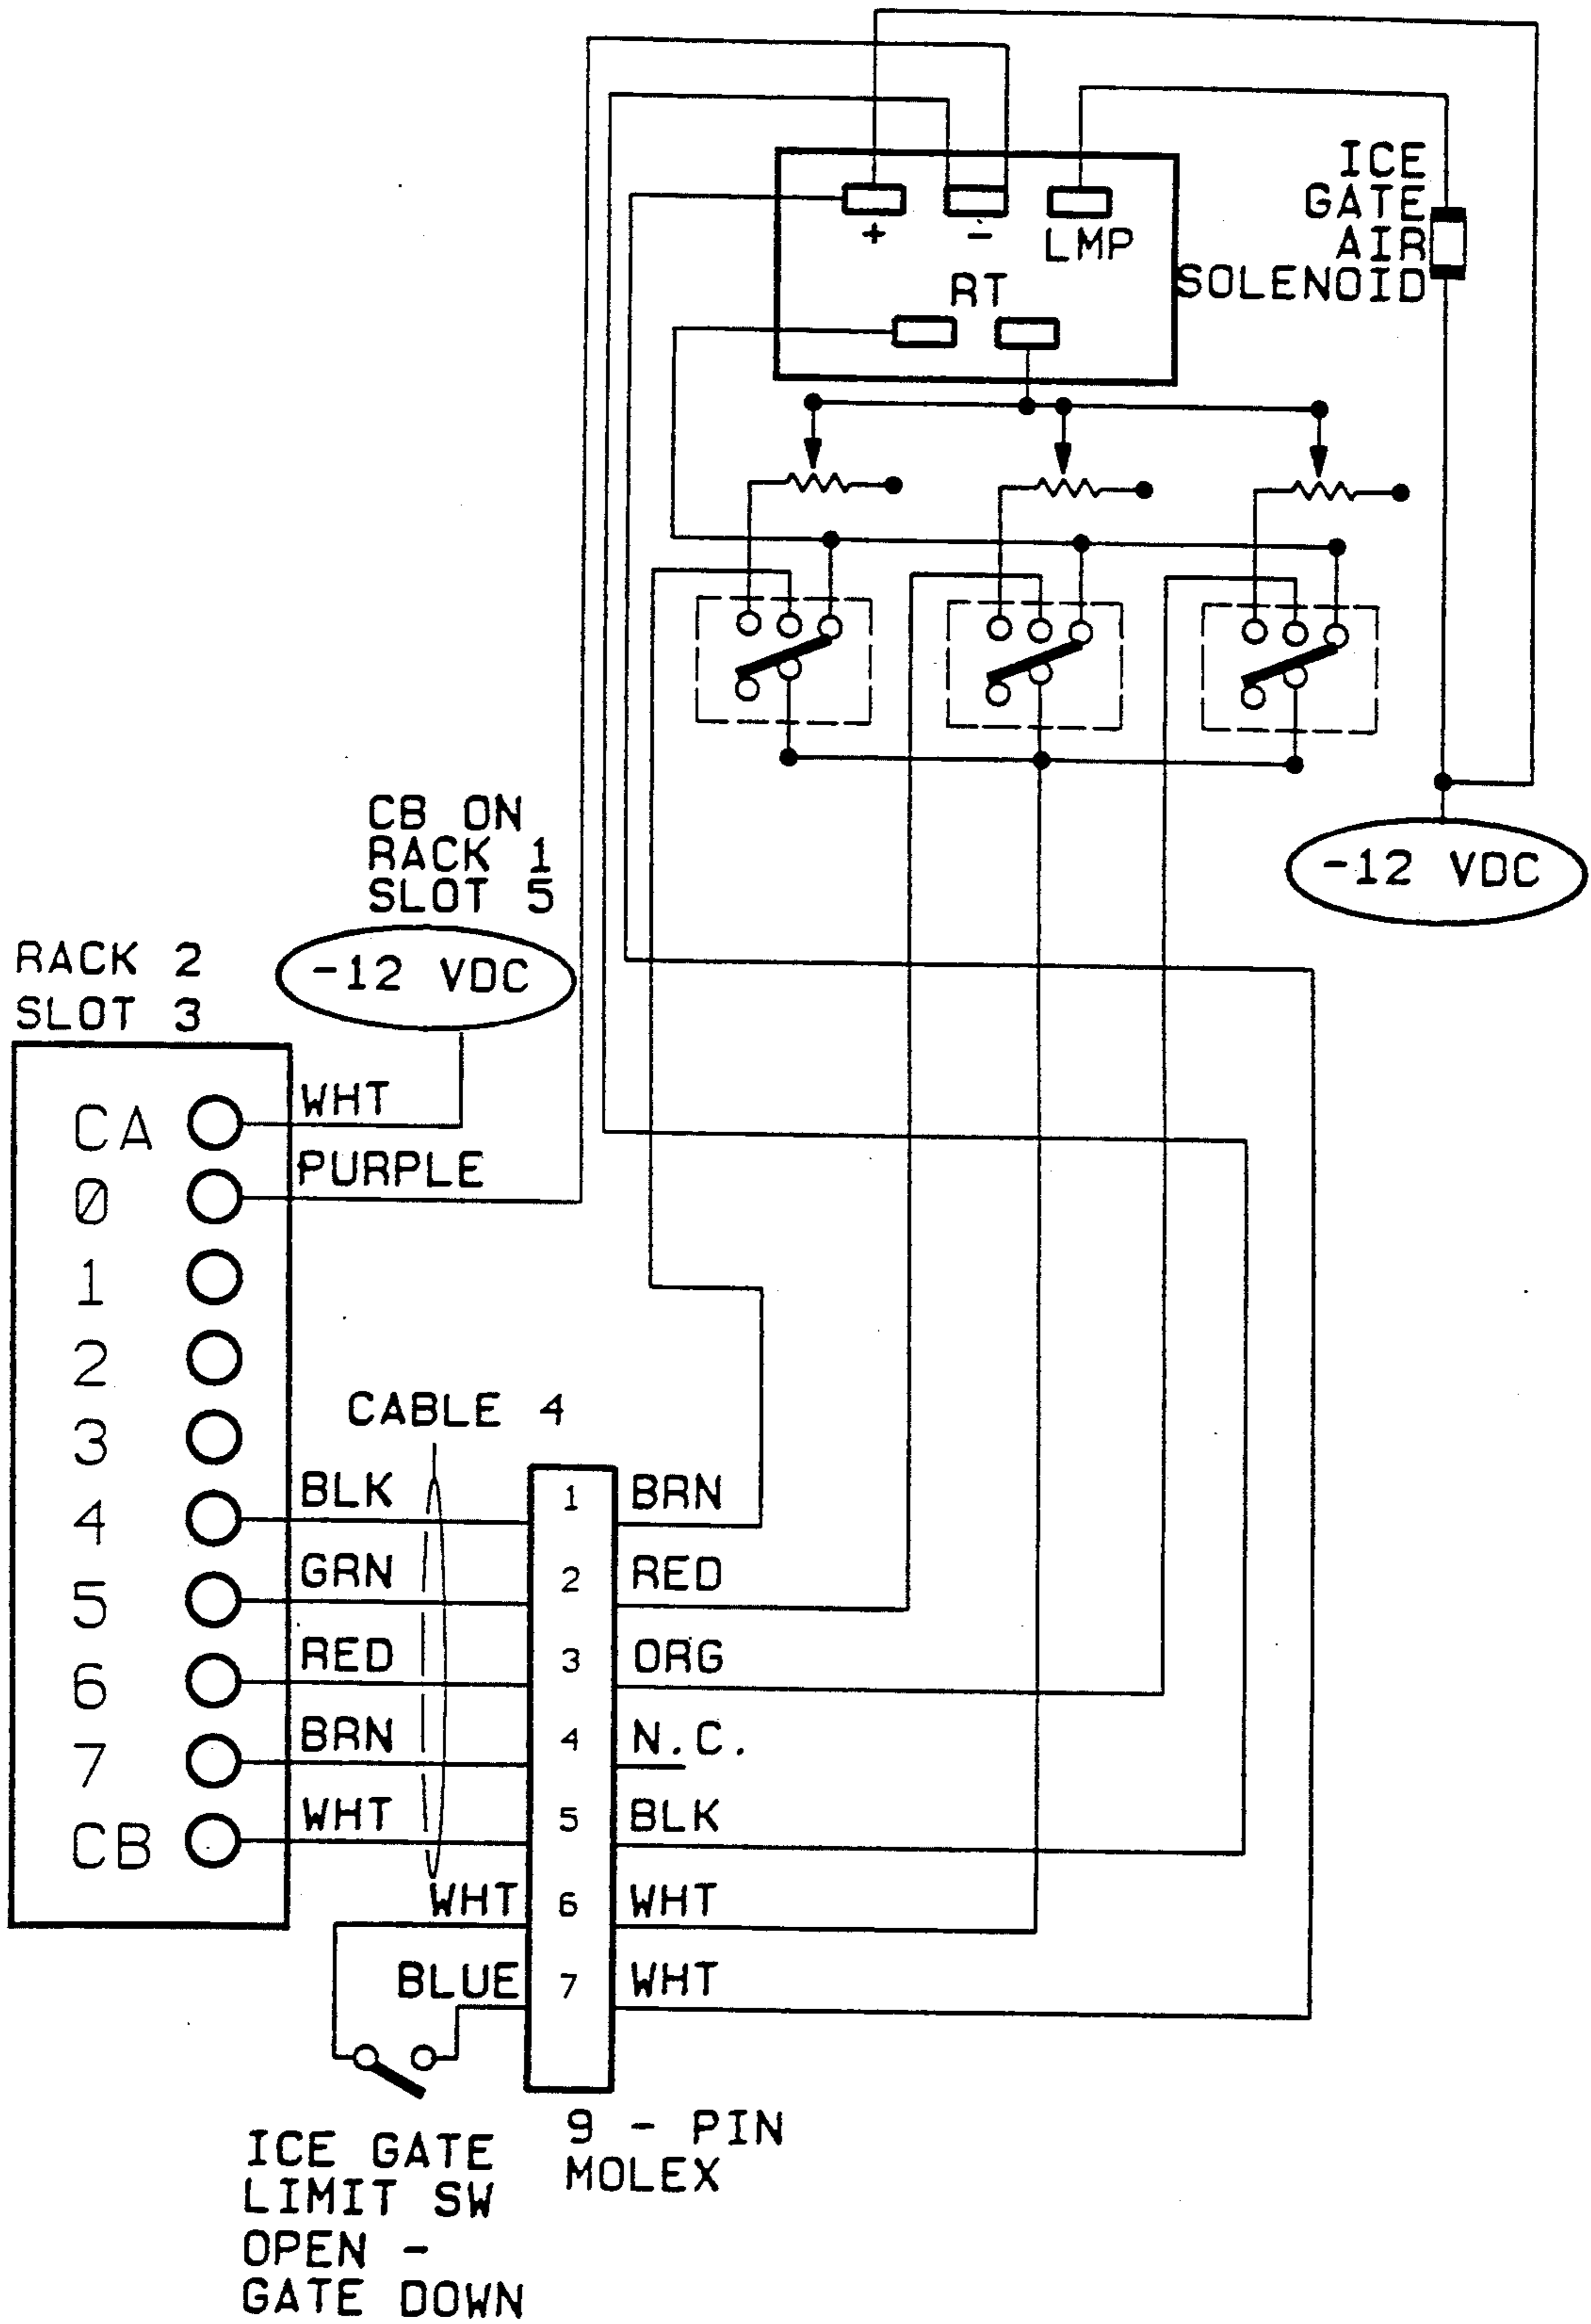 ICE
GATE
AIR
SOLENOID
+
-
LMP
RT
-12 VDC
CB ON
RACK 1
SLOT 5
-12 VDC
RACK 2
SLOT 3
CA
WHT
0
PURPLE
1
2
3
CABLE 4
4
BLK
1
BRN
5
GRN
2
RED
6
RED
3
ORG
7
BRN
4
N.C.
CB
WHT
5
BLK
WHT
6
WHT
BLUE
7
WHT
9 - PIN
MOLEX
ICE GATE
LIMIT SW
OPEN -
GATE DOWN